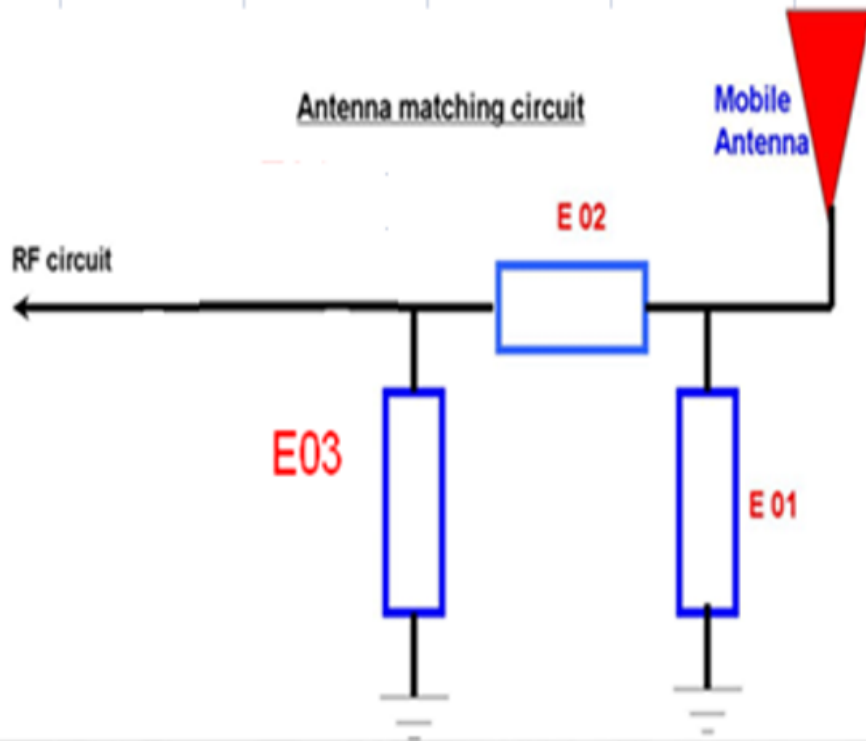 Antenna matching circuit
Mobile
Antenna
E 02
RF circuit
E03
E 01